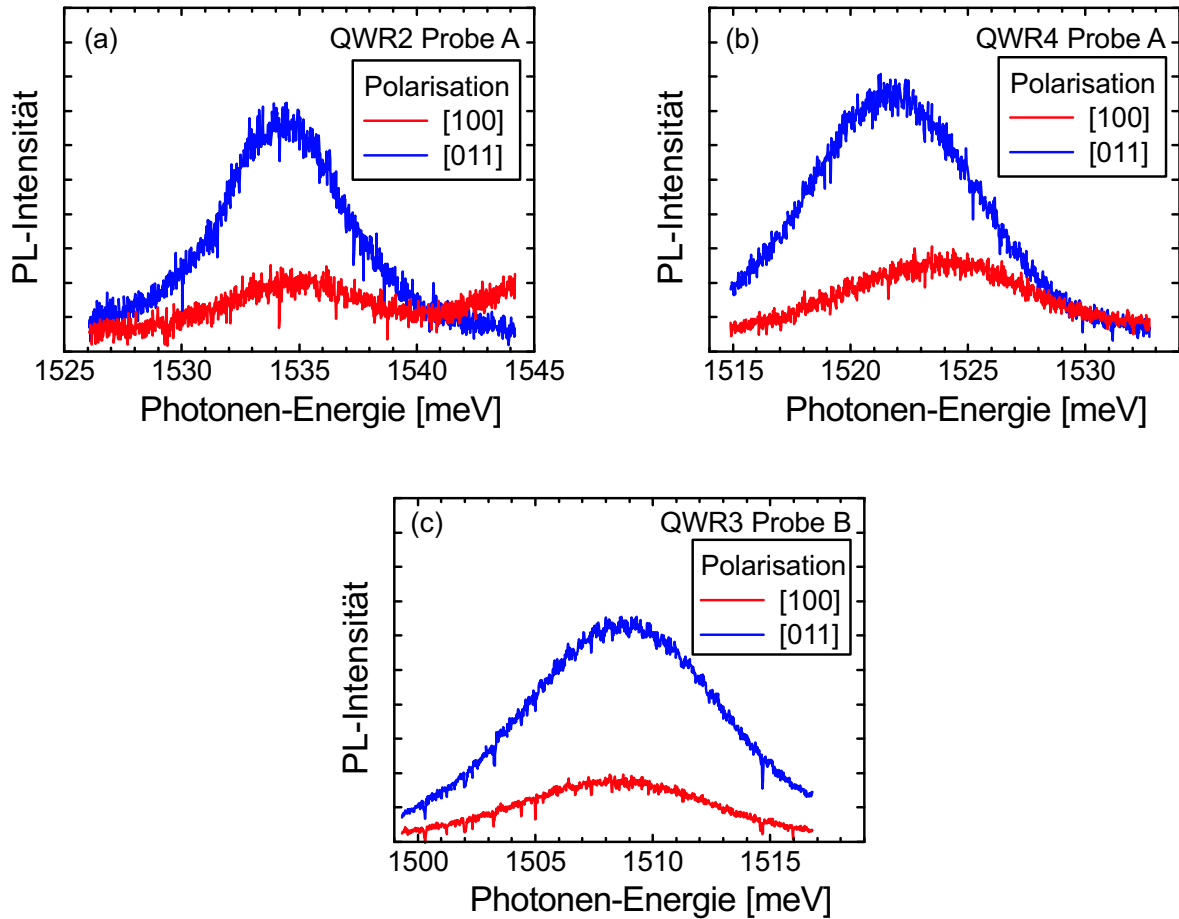 (a)
QWR2 Probe A
Polarisation
[100]
[011]
PL-Intensität
1525 1530 1535 1540 1545
Photonen-Energie [meV]
(b)
QWR4 Probe A
Polarisation
[100]
[011]
PL-Intensität
1515 1520 1525 1530
Photonen-Energie [meV]
(c)
QWR3 Probe B
Polarisation
[100]
[011]
PL-Intensität
1500 1505 1510 1515
Photonen-Energie [meV]